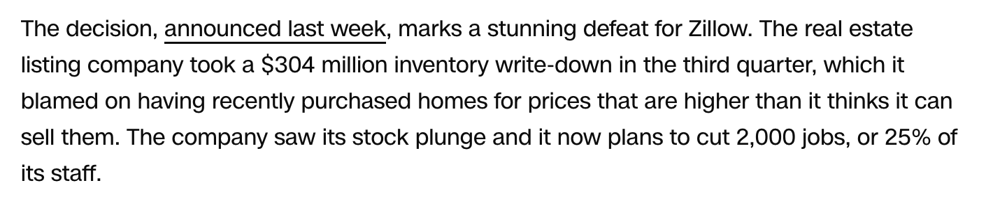 The decision, announced last week, marks a stunning defeat for Zillow. The real estate
listing company took a $304 million inventory write-down in the third quarter, which it
blamed on having recently purchased homes for prices that are higher than it thinks it can
sell them. The company saw its stock plunge and it now plans to cut 2,000 jobs, or 25% of
its staff.